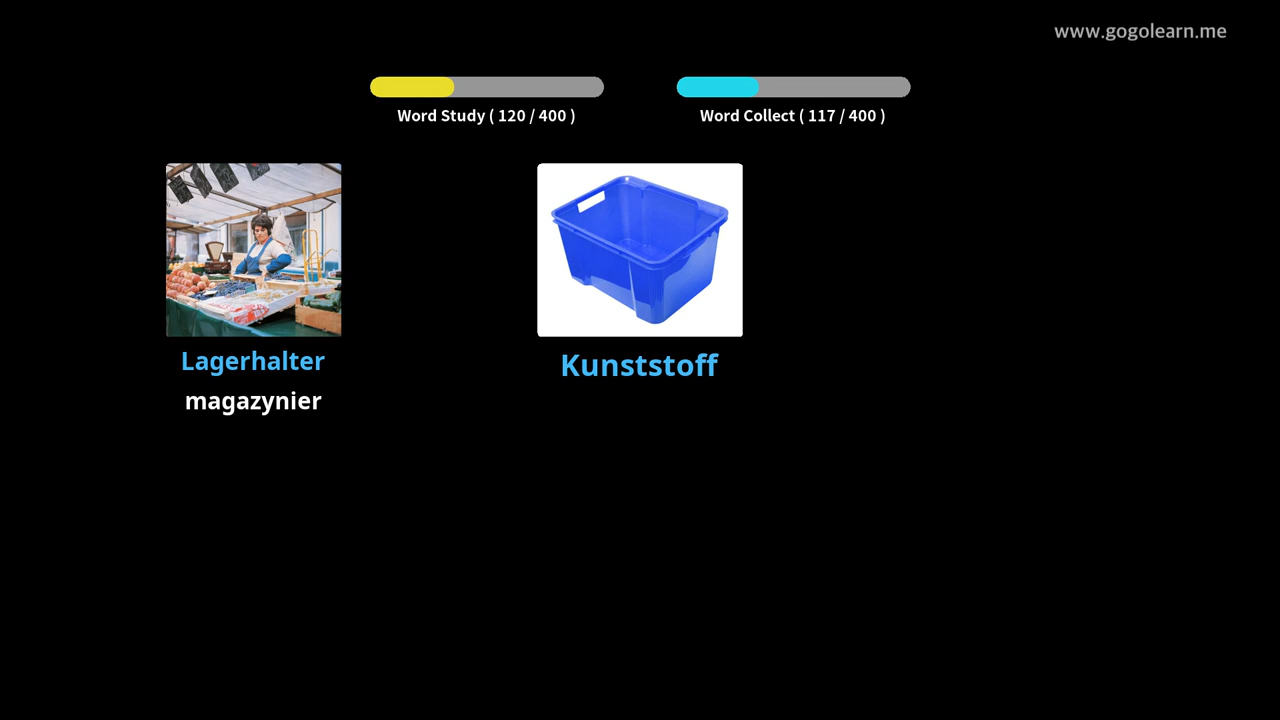 www.gogolearn.me
Word Study ( 120 / 400 )
Word Collect ( 117 / 400 )
Lagerhalter
magazynier
Kunststoff